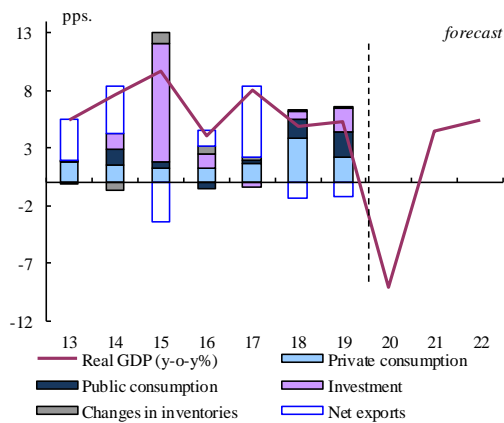 pps.
forecast
13
8
3
-2
-7
-12
13 14 15 16 17 18 19 20 21 22
Real GDP (y-o-y%) Private consumption
Public consumption Investment
Changes in inventories Net exports